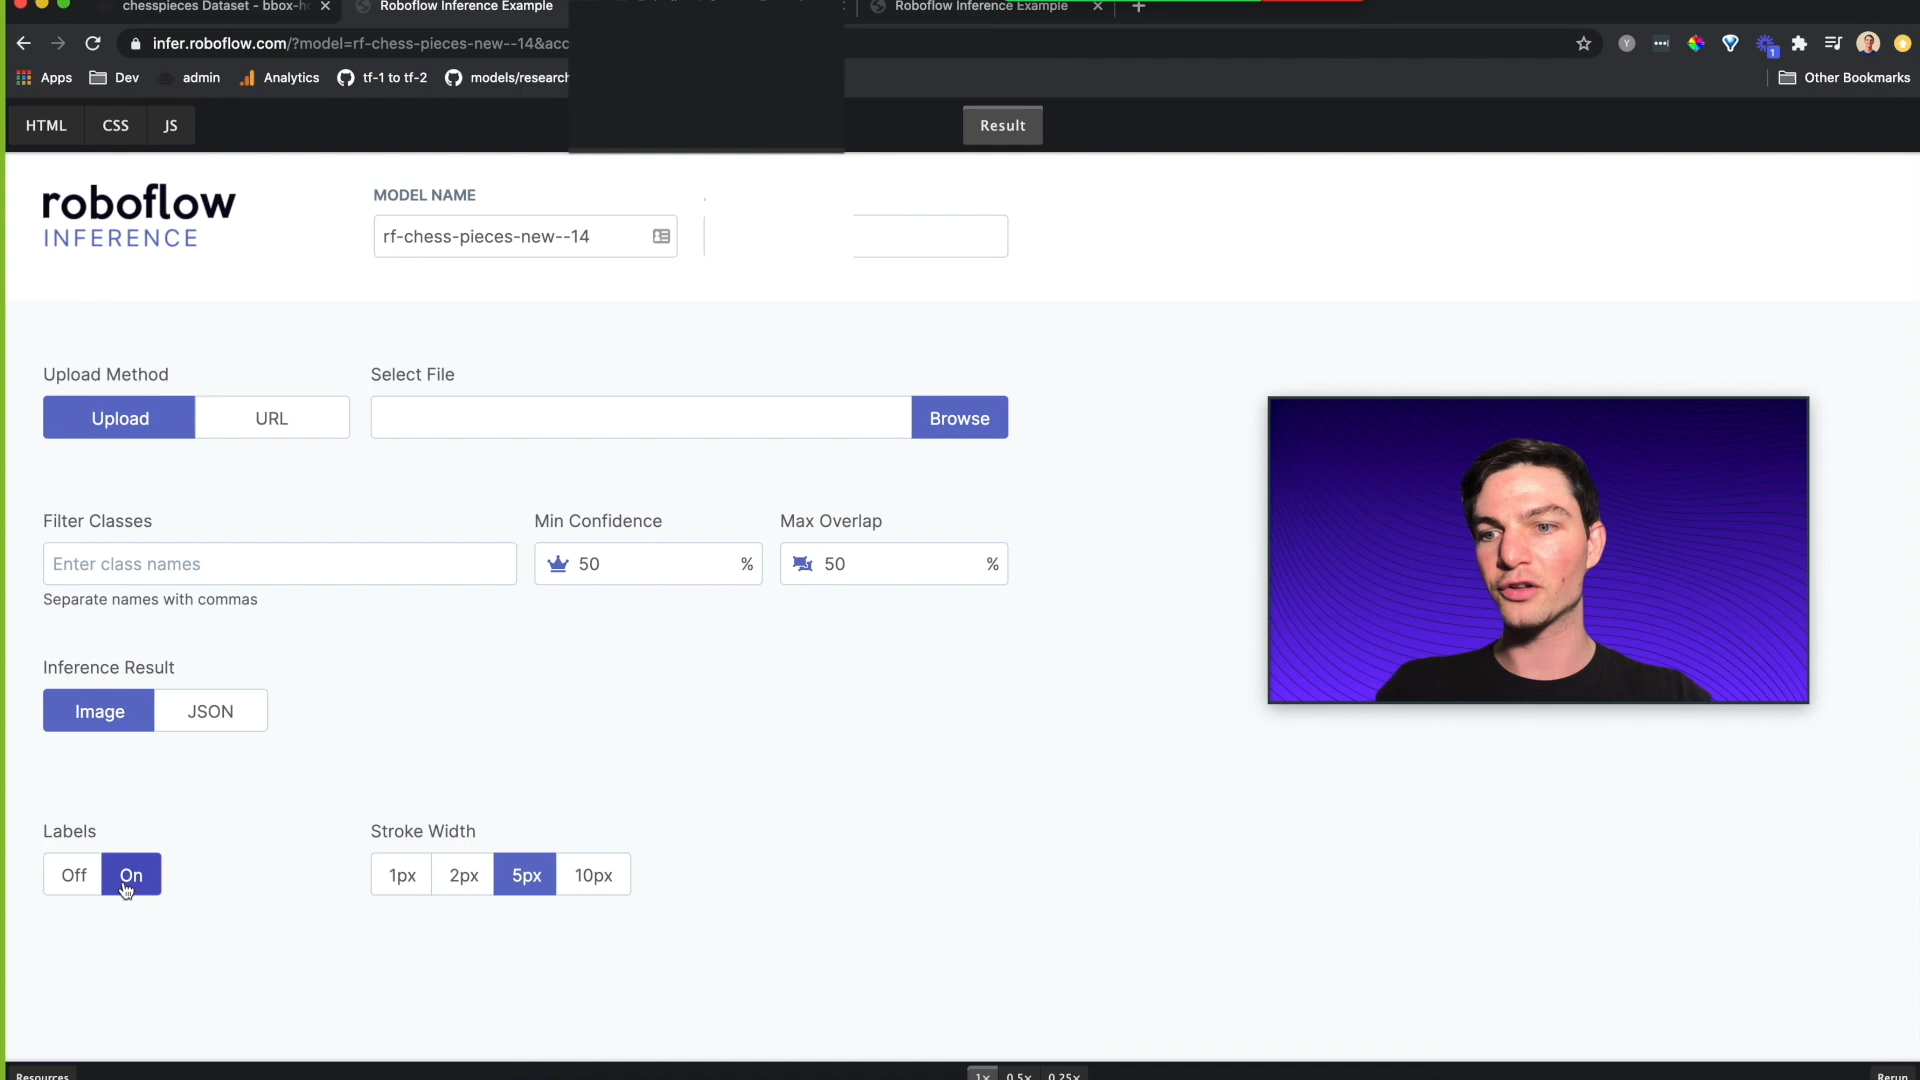 chesspieces Dataset - bbox-h
Roboflow Inference Example
Roboflow Inference Example
infer.roboflow.com/?model=rf-chess-pieces-new--14&acc
Y
1
Apps
Dev
admin
Analytics
tf-1 to tf-2
models/research
Other Bookmarks
HTML
CSS
JS
Result
roboflow
INFERENCE
MODEL NAME
rf-chess-pieces-new--14
Upload Method
Select File
Upload
URL
Browse
Filter Classes
Min Confidence
Max Overlap
Enter class names
50 %
50 %
Separate names with commas
Inference Result
Image
JSON
Labels
Stroke Width
Off
On
1px
2px
5px
10px
Resources
1x
0.5x
0.25x
Rerun